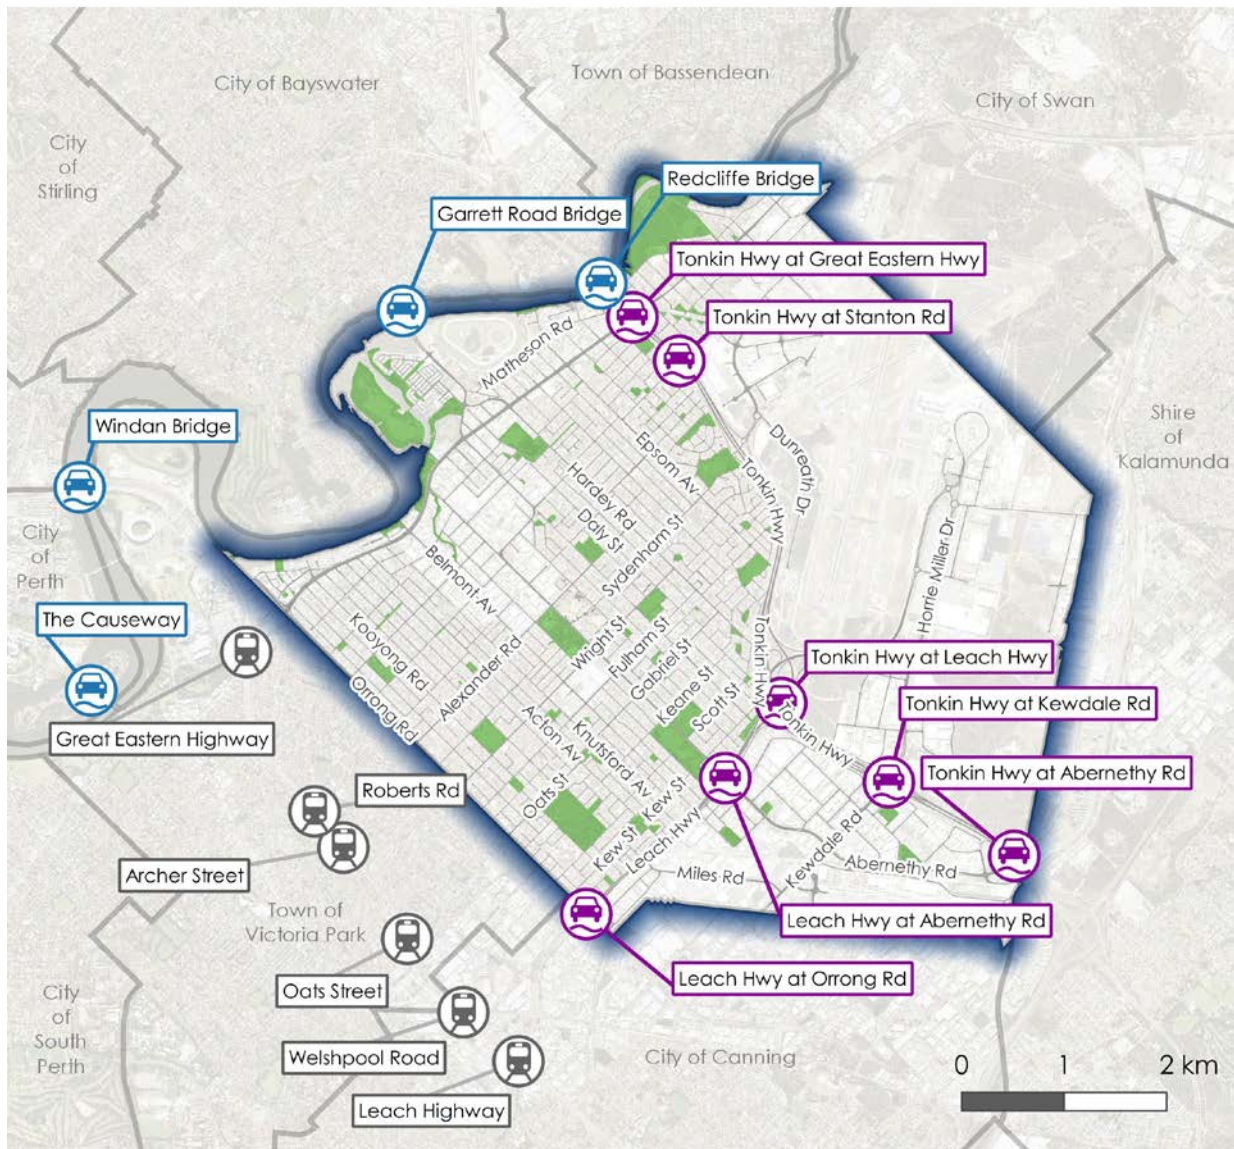 City of Bayswater
Town of Bassendean
City of Swan
City
of
Stirling
Redcliffe Bridge
Garrett Road Bridge
Tonkin Hwy at Great Eastern Hwy
Tonkin Hwy at Stanton Rd
Matheson Rd
Windan Bridge
Shire
of
Kalamunda
Epsom Av
Dunreath Dr
Tonkin Hwy
Hardey Rd
Daly St
Sydenham St
City
of
Perth
Belmont Av
Horrie Miller Dr
The Causeway
Kooyong Rd
Wright St
Fulham St
Gabriel St
Tonkin Hwy
Tonkin Hwy at Leach Hwy
Alexander Rd
Orrong Rd
Keane St
Scott St
Tonkin Hwy at Kewdale Rd
Great Eastern Highway
Acton Av
Knutsford Av
Tonkin Hwy
Tonkin Hwy at Abernethy Rd
Roberts Rd
Oats St
Kew St
Kew St
Leach Hwy
Kewdale Rd
Abernethy Rd
Miles Rd
Archer Street
Town of
Victoria Park
Leach Hwy at Abernethy Rd
Leach Hwy at Orrong Rd
Oats Street
City
of
South
Perth
Welshpool Road
City of Canning
Leach Highway
0 1 2 km